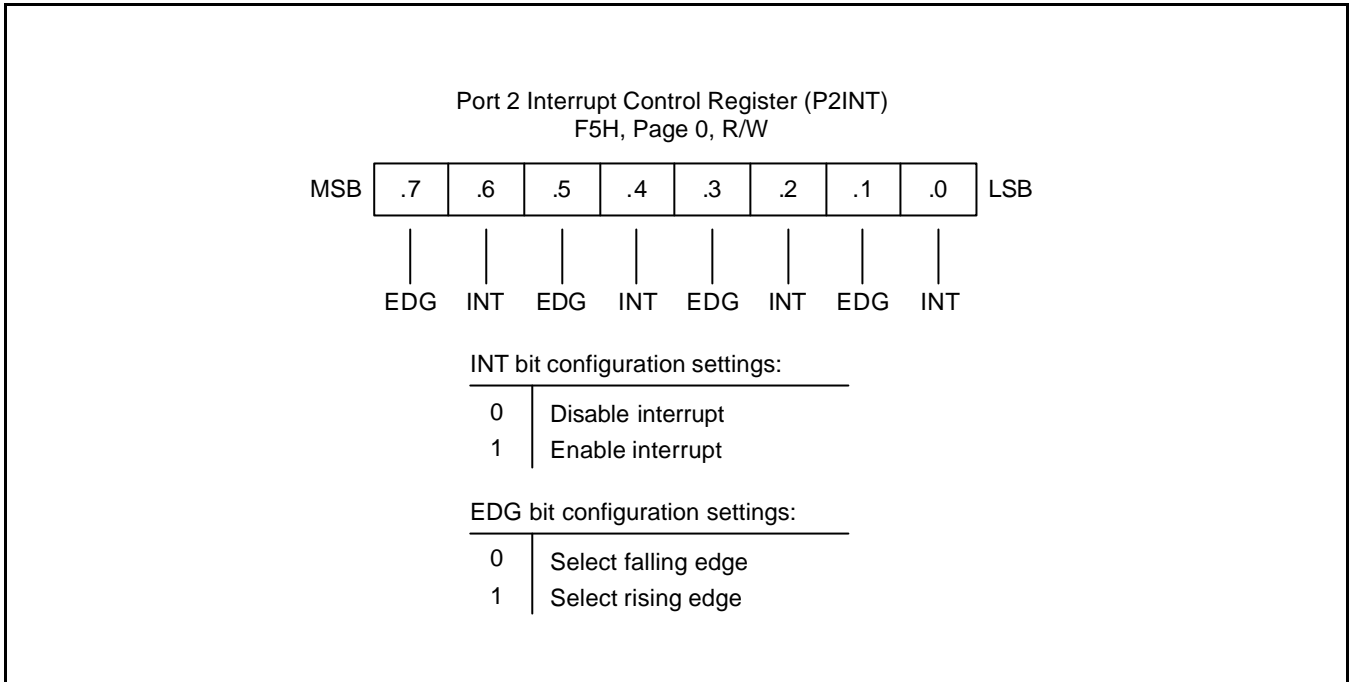 Port 2 Interrupt Control Register (P2INT)
F5H, Page 0, R/W
MSB .7 .6 .5 .4 .3 .2 .1 .0 LSB
EDG INT EDG INT EDG INT EDG INT
INT bit configuration settings:
0 Disable interrupt
1 Enable interrupt
EDG bit configuration settings:
0 Select falling edge
1 Select rising edge